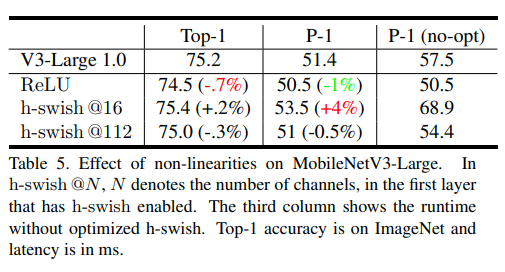 Top-1 P-1 P-1 (no-opt)
V3-Large 1.0 75.2 51.4 57.5
ReLU 74.5 (-.7%) 50.5 (-1%) 50.5
h-swish @16 75.4 (+.2%) 53.5 (+4%) 68.9
h-swish @112 75.0 (-.3%) 51 (-0.5%) 54.4
Table 5. Effect of non-linearities on MobileNetV3-Large. In
h-swish @N, N denotes the number of channels, in the first layer
that has h-swish enabled. The third column shows the runtime
without optimized h-swish. Top-1 accuracy is on ImageNet and
latency is in ms.